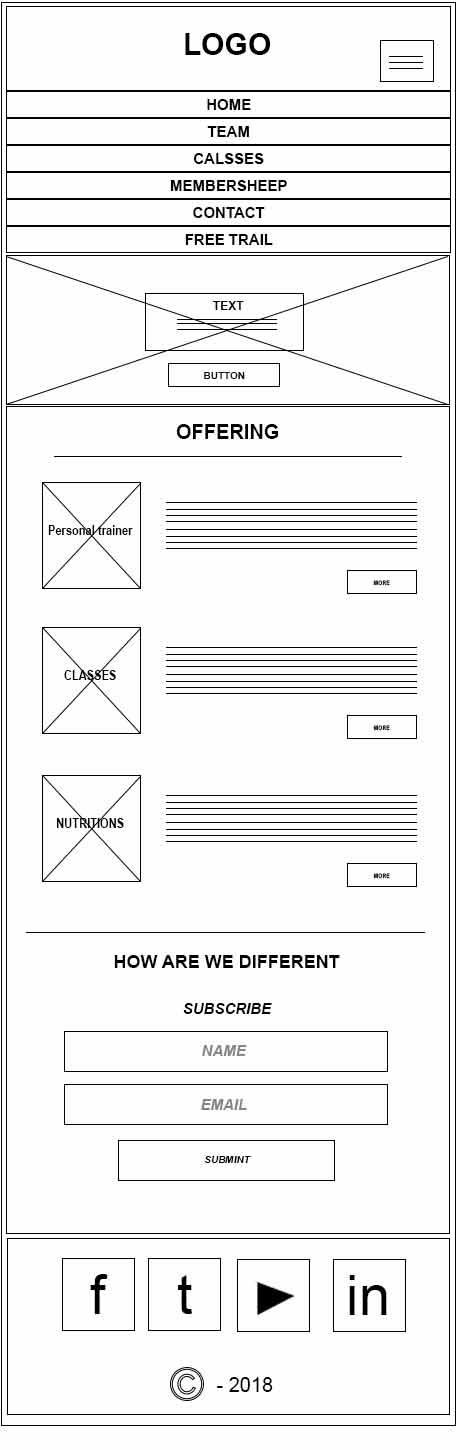 LOGO
HOME
TEAM
CALSSES
MEMBERSHEEP
CONTACT
FREE TRAIL
TEXT
BUTTON
OFFERING
Personal trainer
MORE
CLASSES
MORE
NUTRITIONS
MORE
HOW ARE WE DIFFERENT
SUBSCRIBE
NAME
EMAIL
SUBMINT
f t in
© - 2018